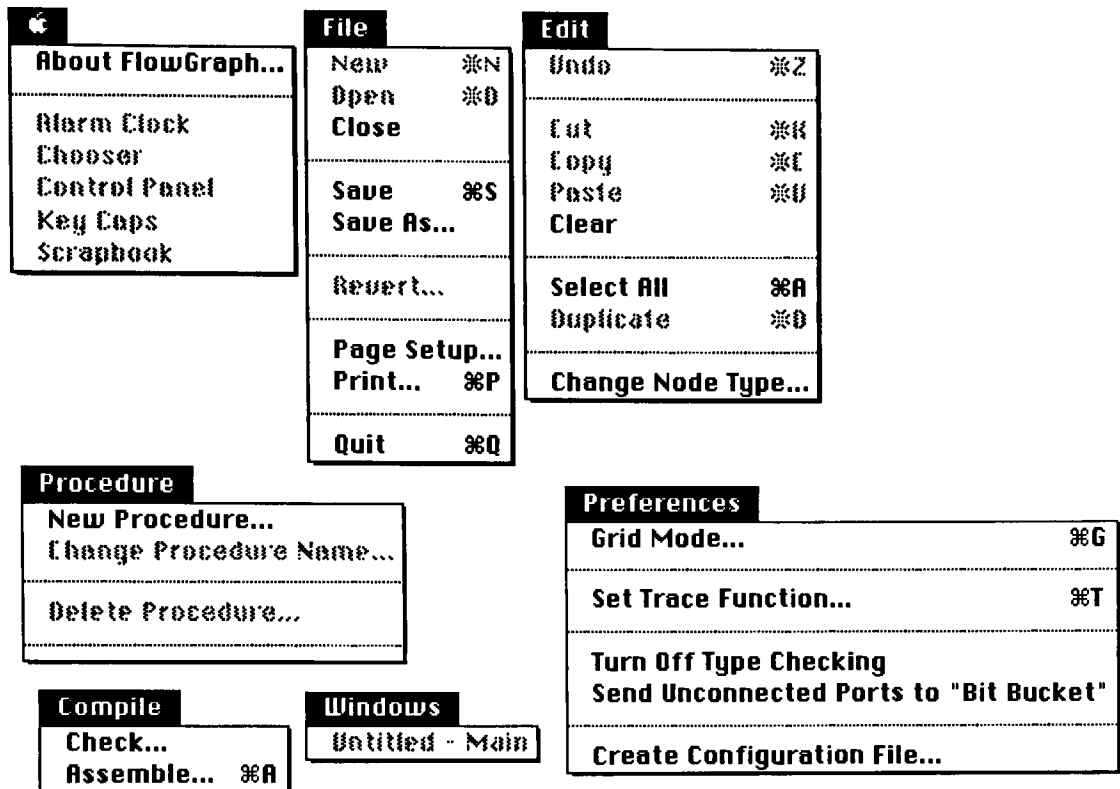 About FlowGraph...
Alarm Clock
Chooser
Control Panel
Key Caps
Scrapbook
File
New ⌘N
Open ⌘O
Close
Save ⌘S
Save As...
Revert...
Page Setup...
Print... ⌘P
Quit ⌘Q
Edit
Undo ⌘Z
Cut ⌘X
Copy ⌘C
Paste ⌘V
Clear
Select All ⌘A
Duplicate ⌘D
Change Node Type...
Procedure
New Procedure...
Change Procedure Name...
Delete Procedure...
Preferences
Grid Mode... ⌘G
Set Trace Function... ⌘T
Turn Off Type Checking
Send Unconnected Ports to "Bit Bucket"
Create Configuration File...
Compile
Check...
Assemble... ⌘A
Windows
Untitled - Main